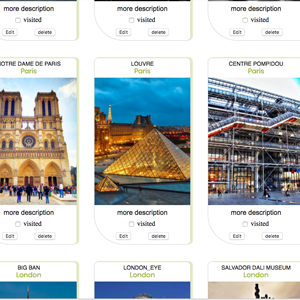 more description
more description
more description
visited
visited
visited
Edit
delete
Edit
delete
Edit
delete
NOTRE DAME DE PARIS
LOUVRE
CENTRE POMPIDOU
Paris
Paris
Paris
more description
more description
more description
visited
visited
visited
Edit
delete
Edit
delete
Edit
delete
BIG BAN
LONDON_EYE
SALVADOR DALI MUSEUM
London
London
London